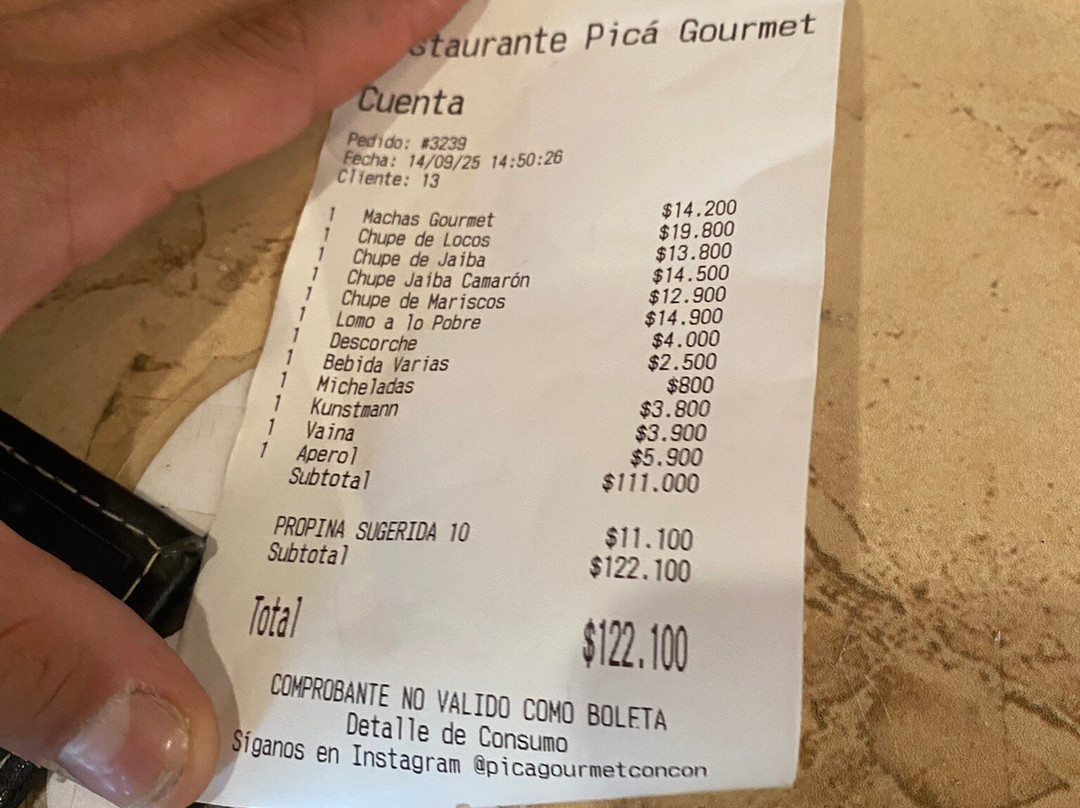 Picá Gourmet
Cuenta
Pedido: #3239
Fecha: 14/09/25 14:50:26
Cliente: 13
1 Machas Gourmet $14.200
1 Chupe de Locos $19.800
1 Chupe de Jaiba $13.800
1 Chupe Jaiba Camarón $14.500
1 Chupe de Mariscos $12.900
1 Lomo a lo Pobre $14.900
1 Descorche $4.000
1 Bebida Varias $2.500
1 Micheladas $800
1 Kunstmann $3.800
1 Vaina $3.900
1 Aperol $5.900
Subtotal $111.000
PROPINA SUGERIDA 10 $11.100
Subtotal $122.100
Total $122.100
COMPROBANTE NO VALIDO COMO BOLETA
Detalle de Consumo
Síganos en Instagram @picagourmetconcon